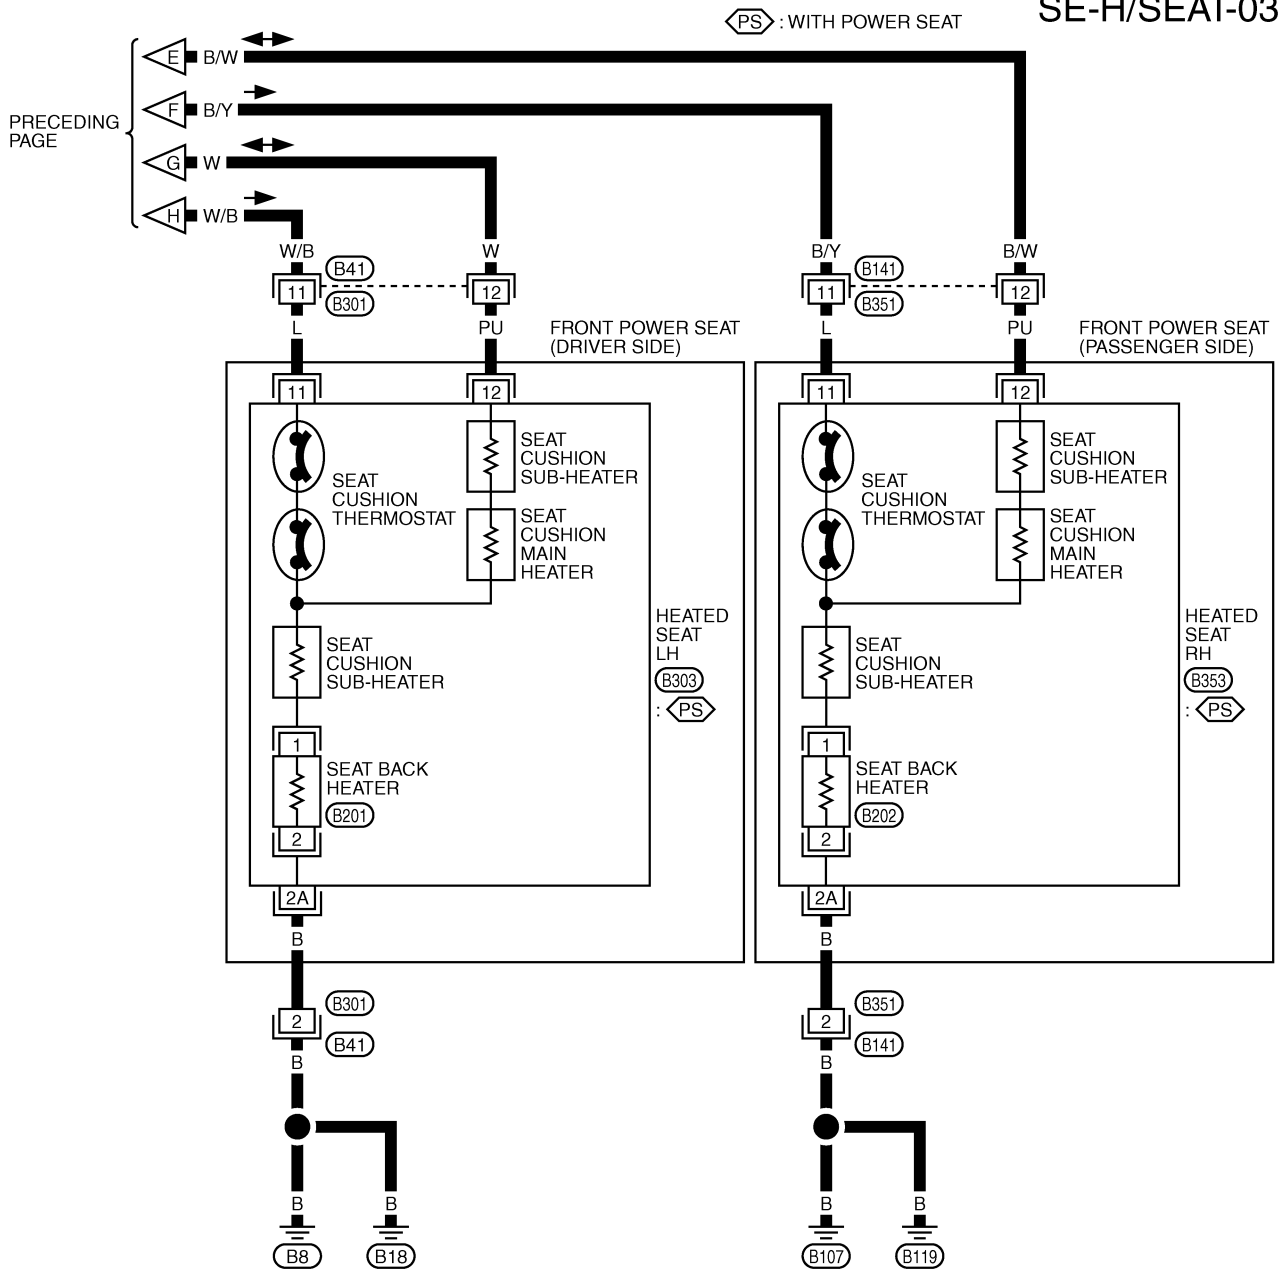 SE-H/SEAT-03
PS : WITH POWER SEAT
PRECEDING
PAGE
E B/W
F B/Y
G W
H W/B
W/B
W
B/Y
B/W
B41
B141
11
12
11
12
B301
B351
L
PU
L
PU
FRONT POWER SEAT
(DRIVER SIDE)
FRONT POWER SEAT
(PASSENGER SIDE)
11
12
SEAT
CUSHION
SUB-HEATER
SEAT
CUSHION
THERMOSTAT
SEAT
CUSHION
MAIN
HEATER
HEATED
SEAT
LH
B303
: PS
SEAT
CUSHION
SUB-HEATER
1
SEAT BACK
HEATER
B201
2
2A
B
B301
2
B41
B
B
B
B8
B18
11
12
SEAT
CUSHION
SUB-HEATER
SEAT
CUSHION
THERMOSTAT
SEAT
CUSHION
MAIN
HEATER
HEATED
SEAT
RH
B353
: PS
SEAT
CUSHION
SUB-HEATER
1
SEAT BACK
HEATER
B202
2
2A
B
B351
2
B141
B
B
B
B107
B119